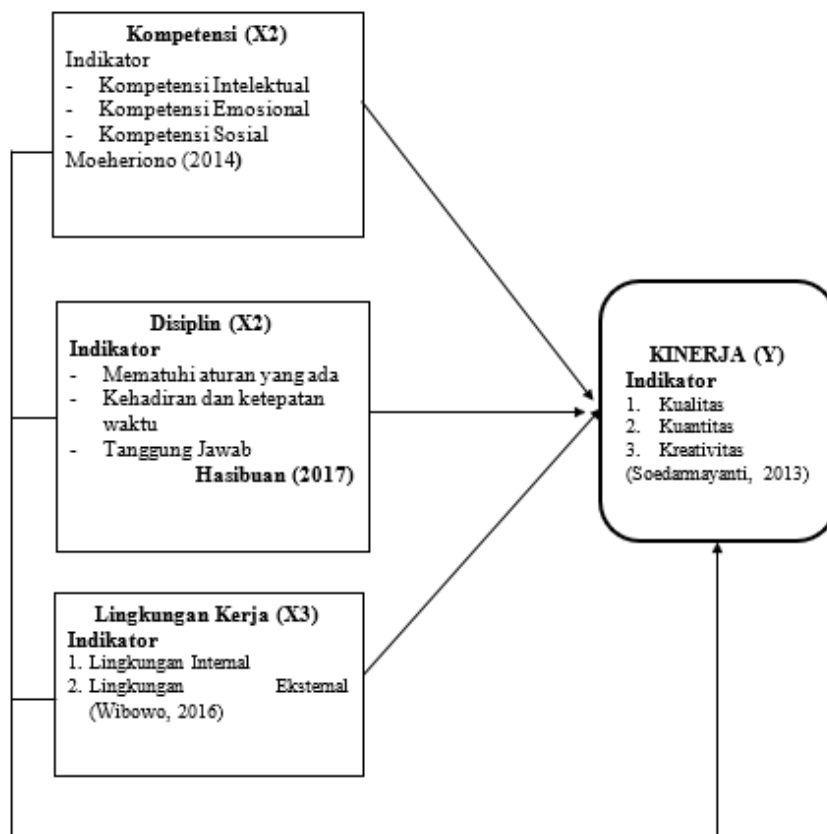 Kompetensi (X2)
Indikator
- Kompetensi Intelektual
- Kompetensi Emosional
- Kompetensi Sosial
Moeheriono (2014)
Disiplin (X2)
Indikator
- Mematuhi aturan yang ada
- Kehadiran dan ketepatan
waktu
- Tanggung Jawab
Hasibuan (2017)
Lingkungan Kerja (X3)
Indikator
1. Lingkungan Internal
2. Lingkungan Eksternal
(Wibowo, 2016)
KINERJA (Y)
Indikator
1. Kualitas
2. Kuantitas
3. Kreativitas
(Soedarmayanti, 2013)